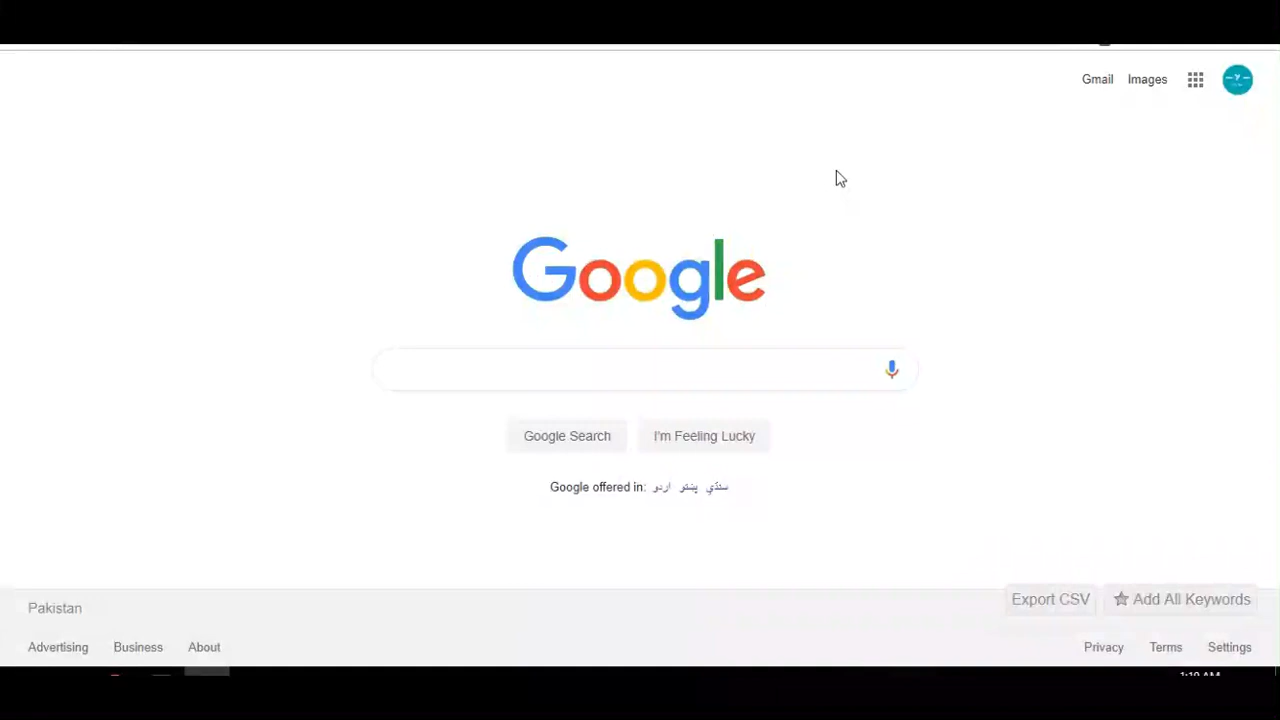 Gmail Images
Google
Google Search I'm Feeling Lucky
Google offered in: اردو پښتو سنڌي
Export CSV Add All Keywords
Pakistan
Advertising Business About Privacy Terms Settings